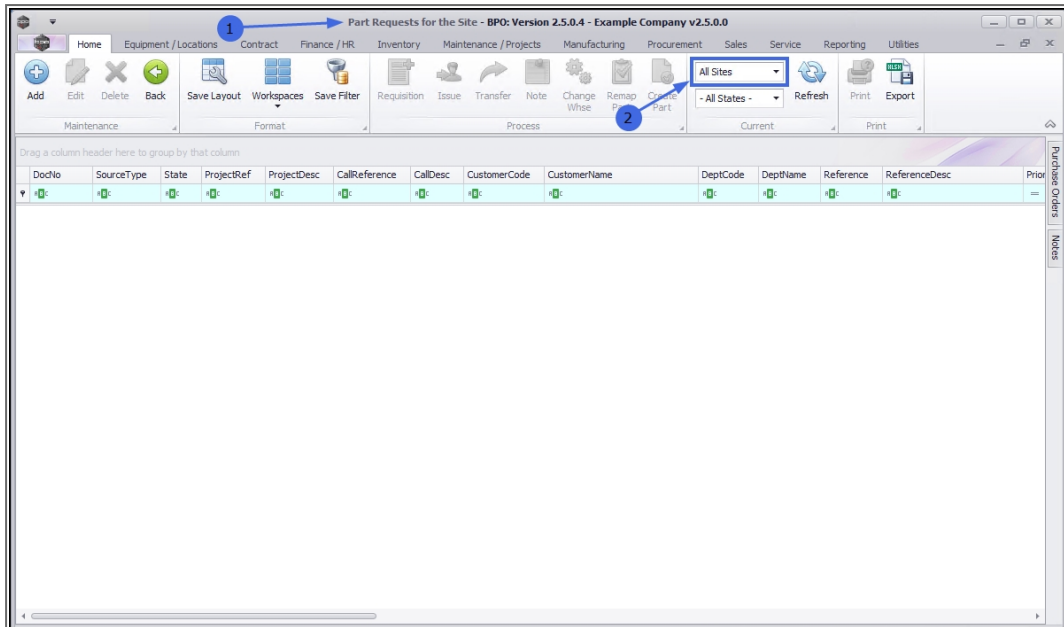 1
Part Requests for the Site - BPO: Version 2.5.0.4 - Example Company v2.5.0.0
Home Equipment / Locations Contract Finance / HR Inventory Maintenance / Projects Manufacturing Procurement Sales Service Reporting Utilities
All Sites
Add Edit Delete Back Save Layout Workspaces Save Filter Requisition Issue Transfer Note Change Whse Remap Create Part - All States - Refresh Print Export
2
Maintenance Format Process Current Print
Drag a column header here to group by that column
DocNo SourceType State ProjectRef ProjectDesc CallReference CallDesc CustomerCode CustomerName DeptCode DeptName Reference ReferenceDesc Prior
Purchase Orders
Notes